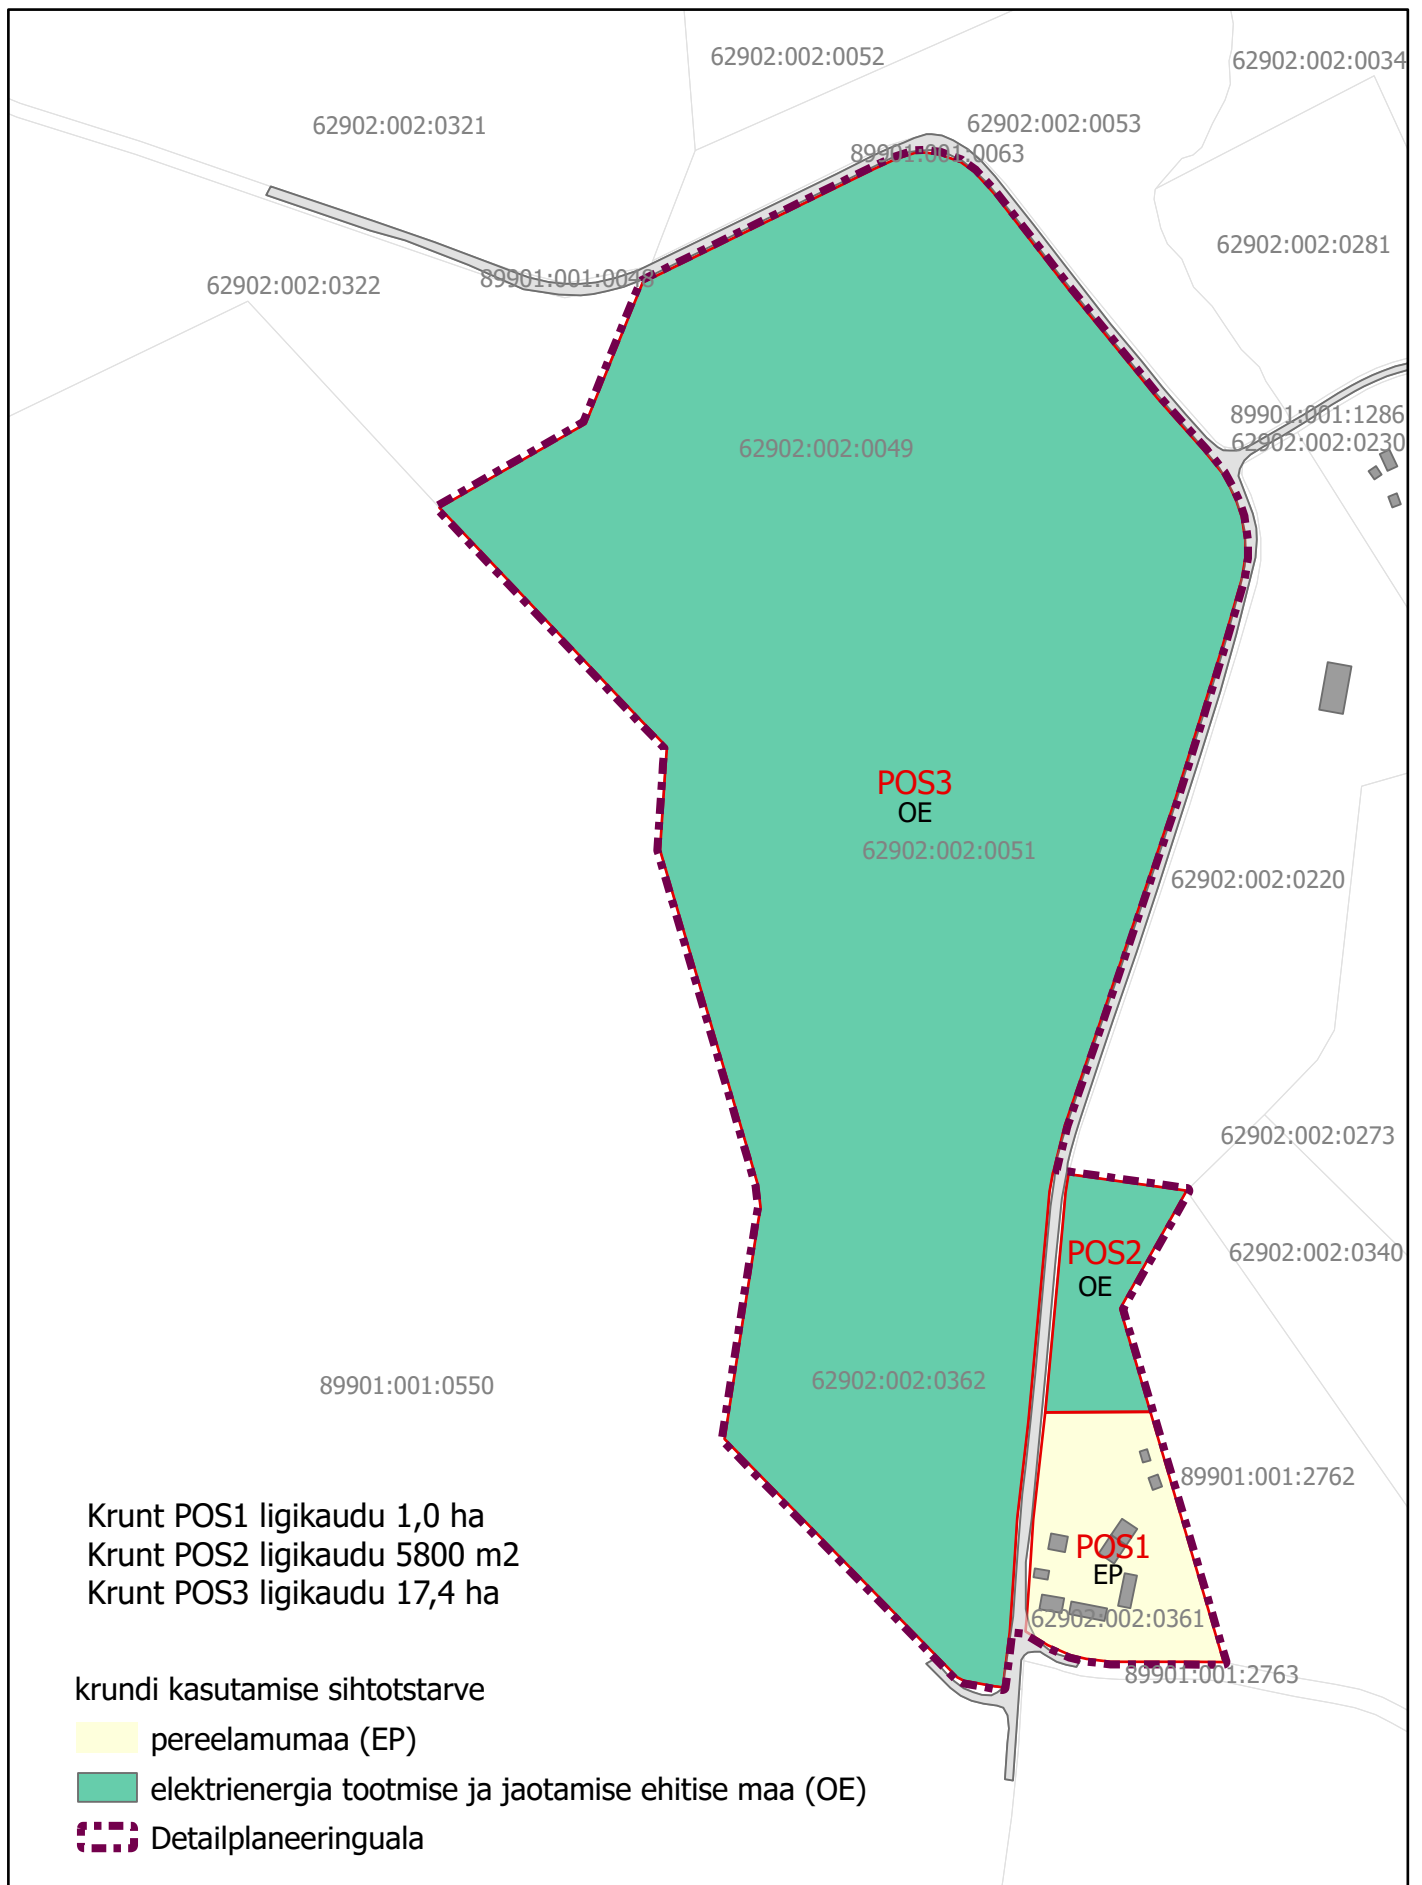 62902:002:0052
62902:002:0034
62902:002:0321
62902:002:0053
89901:001:0063
62902:002:0281
89901:001:0048
62902:002:0322
89901:001:1286
62902:002:0230
62902:002:0049
POS3
OE
62902:002:0051
62902:002:0220
62902:002:0273
POS2
62902:002:0340
OE
62902:002:0362
89901:001:0550
89901:001:2762
POS1
EP
62902:002:0361
89901:001:2763
Krunt POS1 ligikaudu 1,0 ha
Krunt POS2 ligikaudu 5800 m2
Krunt POS3 ligikaudu 17,4 ha
krundi kasutamise sihtotstarve
pereelamumaa (EP)
elektrienergia tootmise ja jaotamise ehitise maa (OE)
Detailplaneeringuala